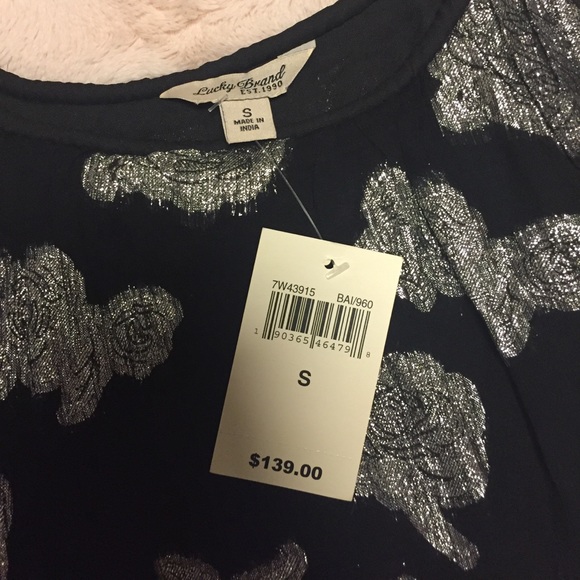 Lucky Brand
EST. 1990
S
MADE IN
INDIA
7W43915 BAI/960
1 90365 46479 8
S
$139.00